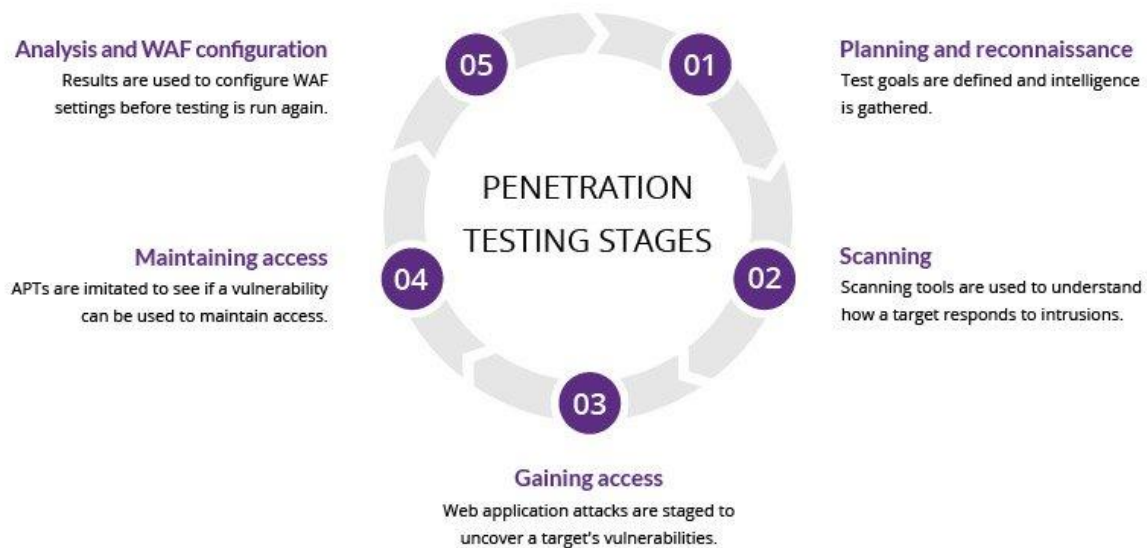 PENETRATION
TESTING STAGES
01
Planning and reconnaissance
Test goals are defined and intelligence
is gathered.
02
Scanning
Scanning tools are used to understand
how a target responds to intrusions.
03
Gaining access
Web application attacks are staged to
uncover a target's vulnerabilities.
04
Maintaining access
APTs are imitated to see if a vulnerability
can be used to maintain access.
05
Analysis and WAF configuration
Results are used to configure WAF
settings before testing is run again.